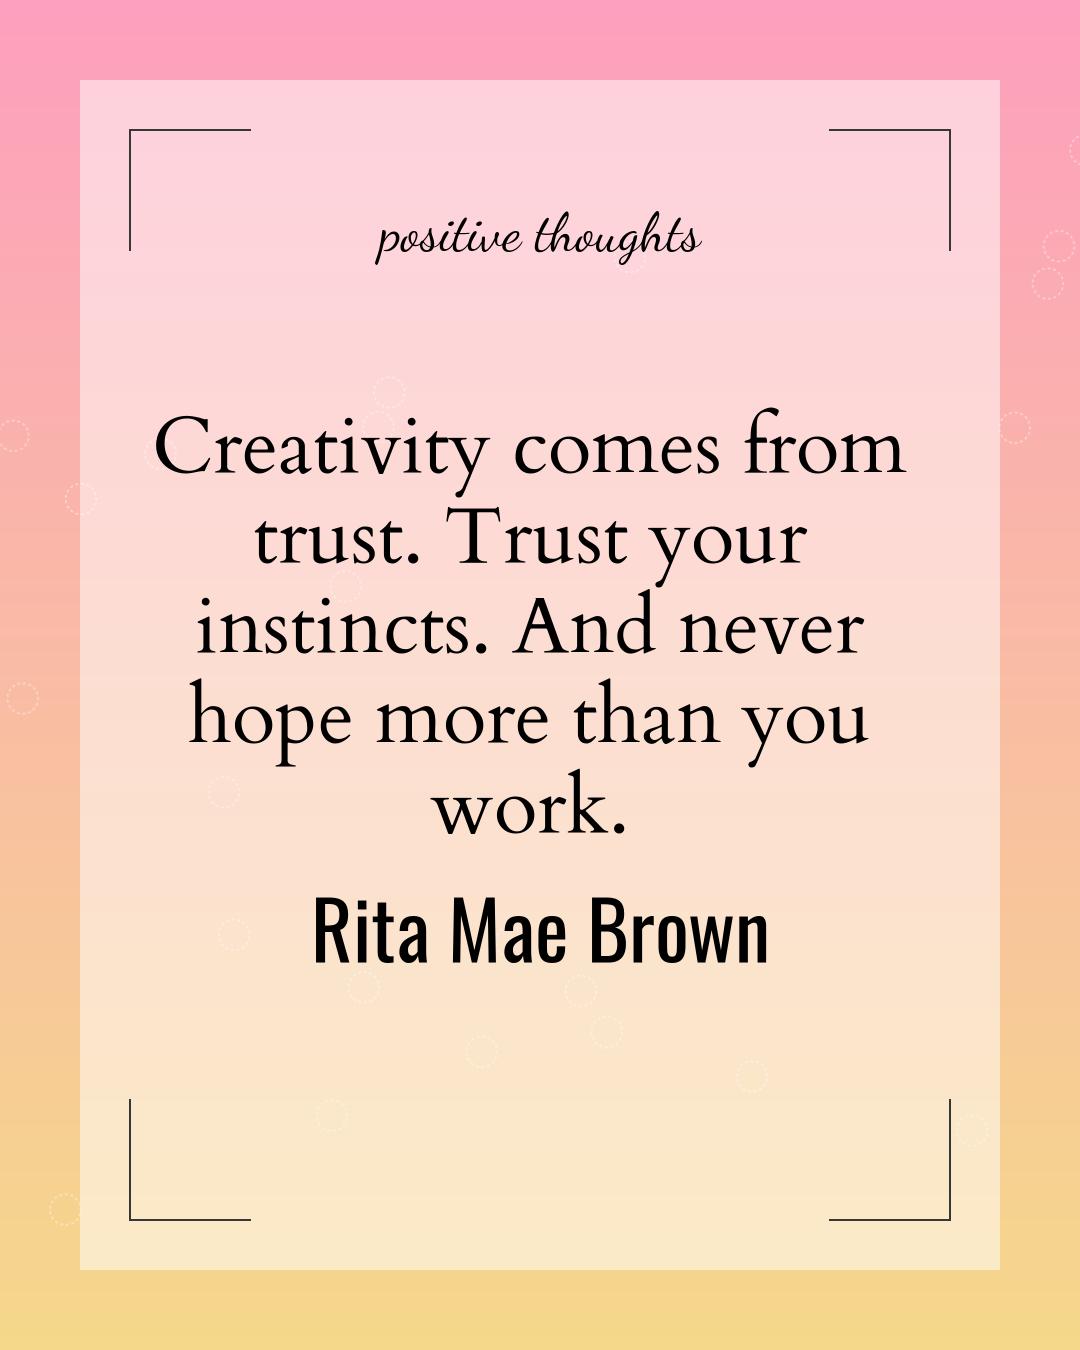 positive thoughts
Creativity comes from
trust. Trust your
instincts. And never
hope more than you
work.
Rita Mae Brown